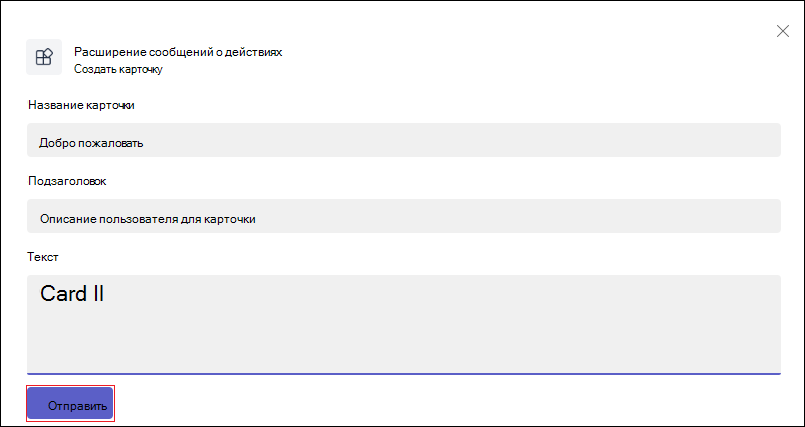 Расширение сообщений о действиях
Создать карточку
Название карточки
Добро пожаловать
Подзаголовок
Описание пользователя для карточки
Текст
Card II
Отправить